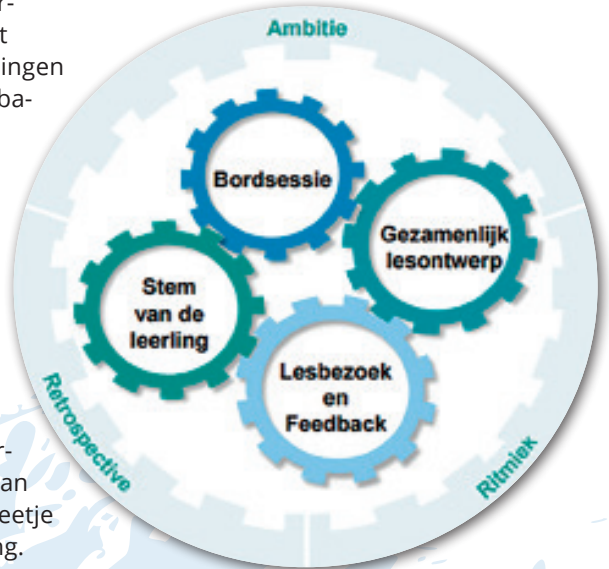 r-
t
ingen
ba-
Ambitie
Bordsessie
Gezamenlijk
lesontwerp
Stem
van de
leerling
Lesbezoek
en
Feedback
Retrospective
Ritmiek
r-
an
eetje
ng.